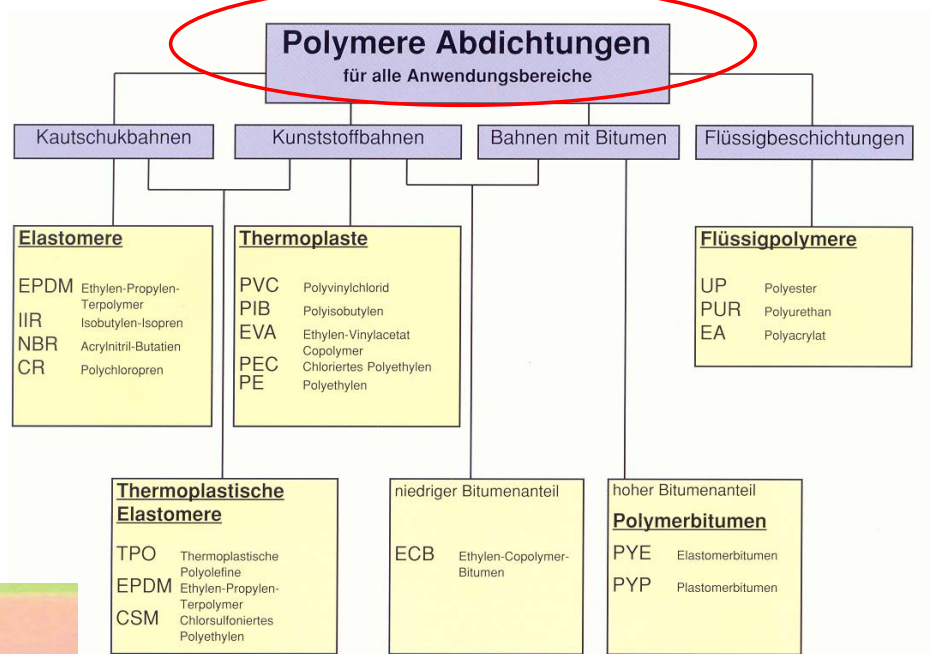 Polymere Abdichtungen
für alle Anwendungsbereiche
Kautschukbahnen
Kunststoffbahnen
Bahnen mit Bitumen
Flüssigbeschichtungen
Elastomere
EPDM Ethylen-Propylen-
Terpolymer
IIR Isobutylen-Isopren
NBR Acrylnitril-Butatien
CR Polychloropren
Thermoplaste
PVC Polyvinylchlorid
PIB Polyisobutylen
EVA Ethylen-Vinylacetat
Copolymer
PEC Chloriertes Polyethylen
PE Polyethylen
Flüssigpolymere
UP Polyester
PUR Polyurethan
EA Polyacrylat
Thermoplastische
Elastomere
TPO Thermoplastische
Polyolefine
EPDM Ethylen-Propylen-
Terpolymer
CSM Chlorsulfoniertes
Polyethylen
niedriger Bitumenanteil
ECB Ethylen-Copolymer-
Bitumen
hoher Bitumenanteil
Polymerbitumen
PYE Elastomerbitumen
PYP Plastomerbitumen